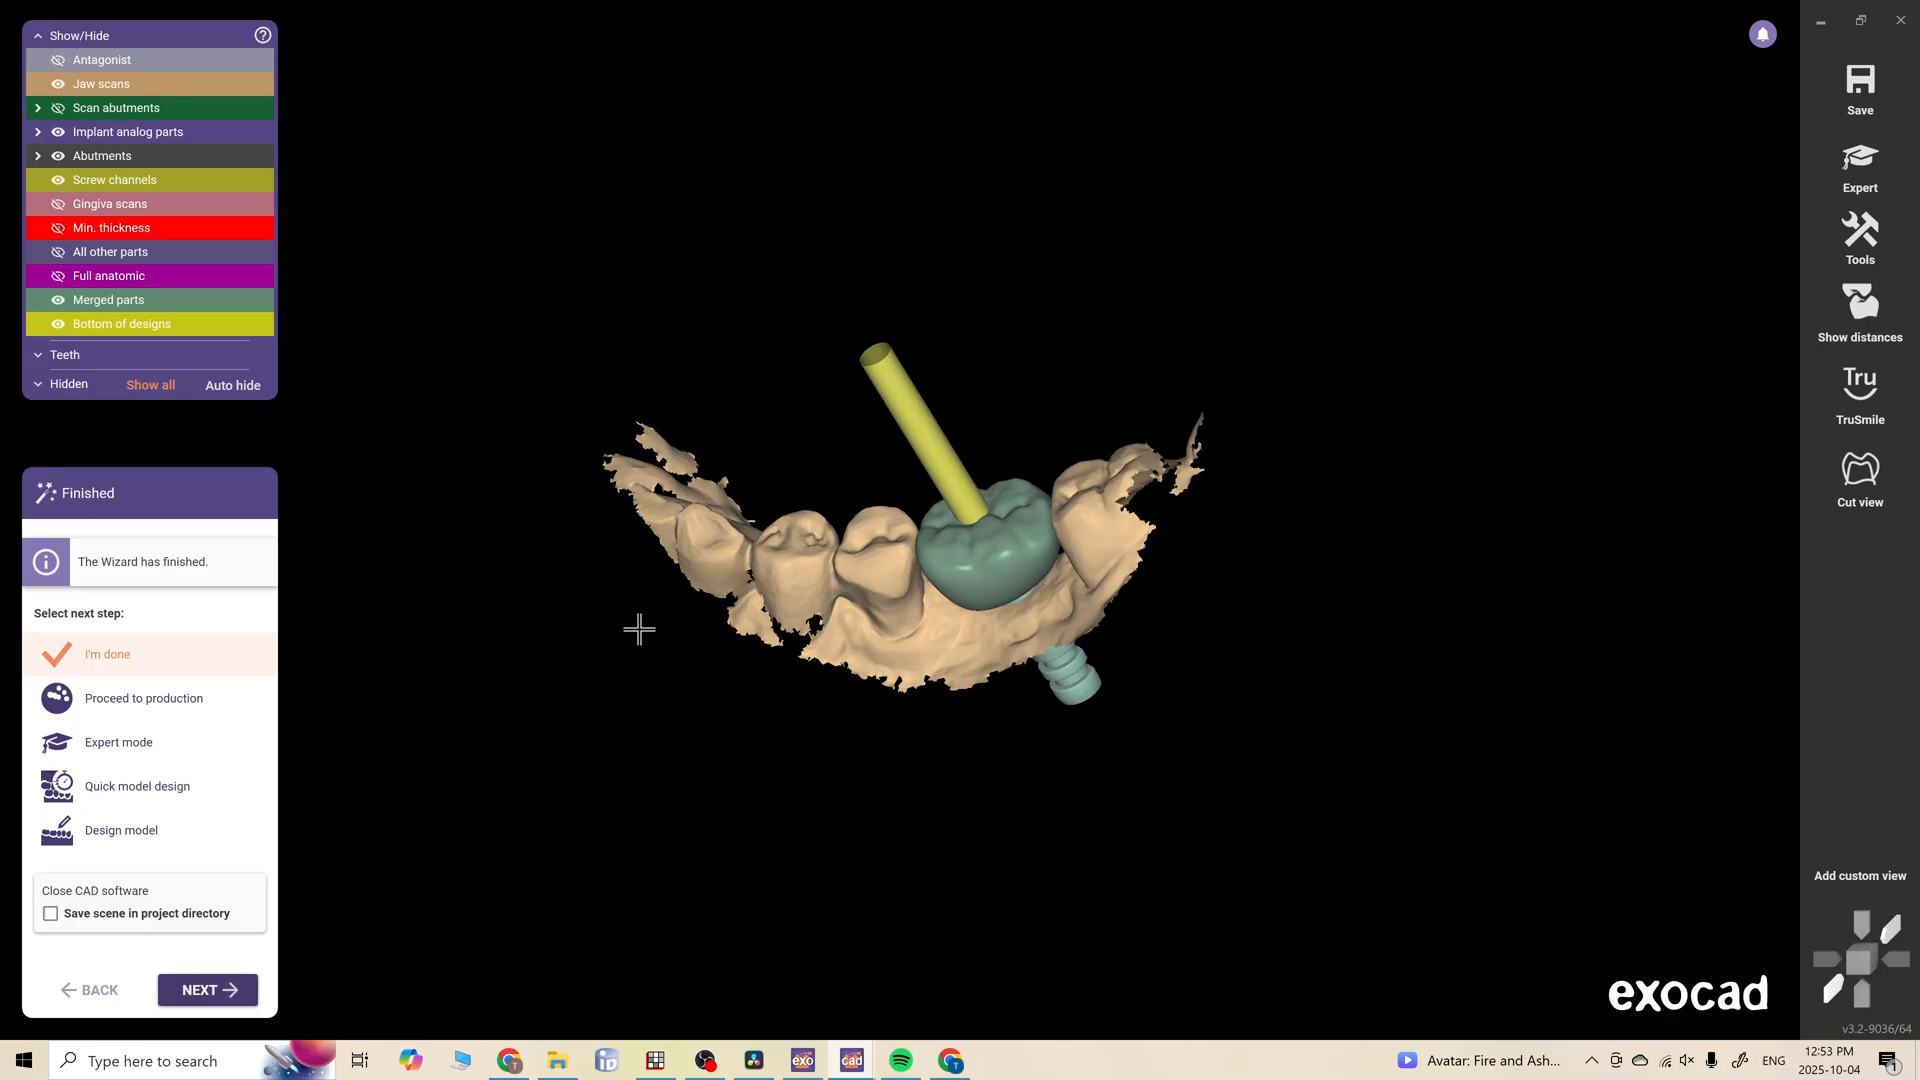 Show/Hide
Antagonist
Jaw scans
Scan abutments
Implant analog parts
Abutments
Screw channels
Gingiva scans
Min. thickness
All other parts
Full anatomic
Merged parts
Bottom of designs
Teeth
Hidden Show all Auto hide
Finished
The Wizard has finished.
Select next step:
I'm done
Proceed to production
Expert mode
Quick model design
Design model
Close CAD software
Save scene in project directory
BACK NEXT
Save
Expert
Tools
Show distances
Tru
TruSmile
Cut view
Add custom view
exocad
v3.2-9036/64
Type here to search
exo
cad
Avatar: Fire and Ash...
ENG
12:53 PM
2025-10-04
1